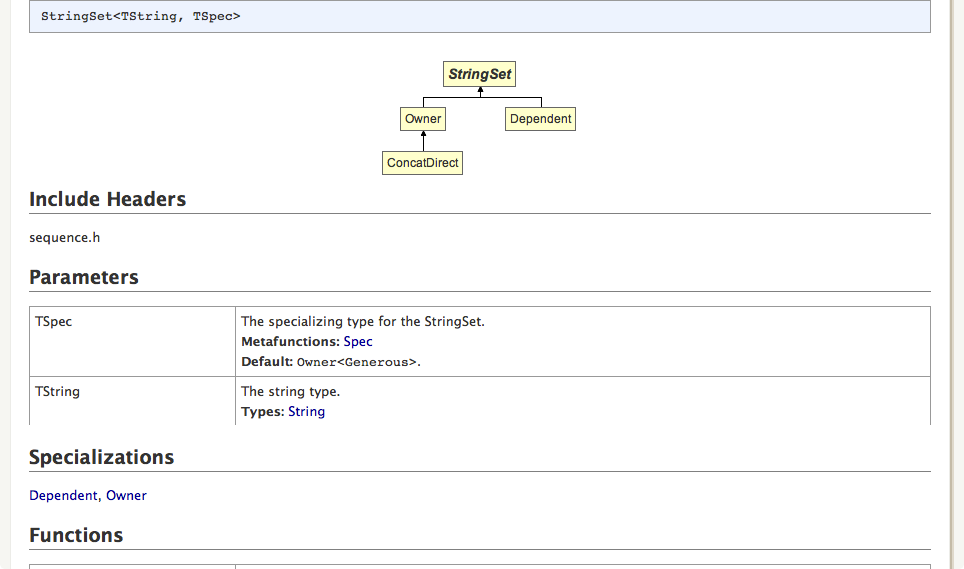 StringSet<TString, TSpec>
StringSet
Owner
Dependent
ConcatDirect
Include Headers
sequence.h
Parameters
TSpec
The specializing type for the StringSet.
Metafunctions: Spec
Default: Owner<Generous>.
TString
The string type.
Types: String
Specializations
Dependent, Owner
Functions